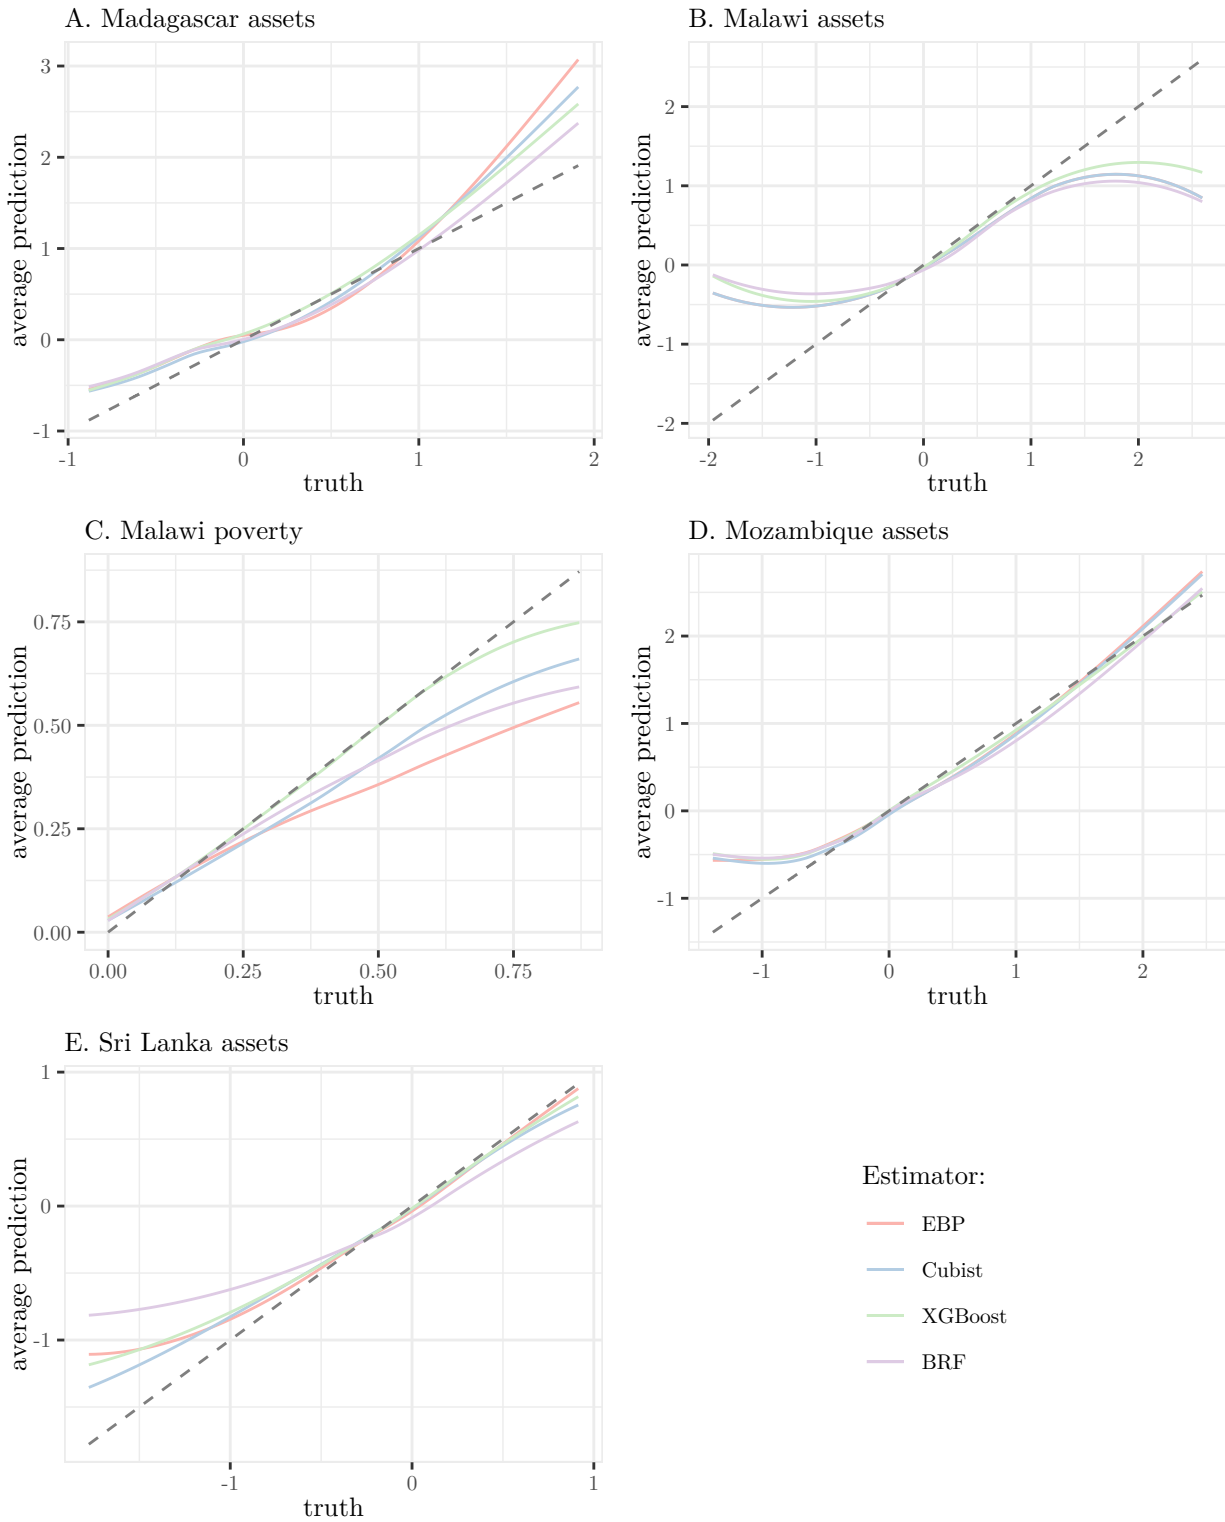 A. Madagascar assets
average prediction
3
2
1
0
-1
-1
0
1
2
truth
B. Malawi assets
average prediction
2
1
0
-1
-2
-2
-1
0
1
2
truth
C. Malawi poverty
average prediction
0.75
0.50
0.25
0.00
0.00
0.25
0.50
0.75
truth
D. Mozambique assets
average prediction
2
1
0
-1
-1
0
1
2
truth
E. Sri Lanka assets
average prediction
1
0
-1
-1
0
1
truth
Estimator:
EBP
Cubist
XGBoost
BRF